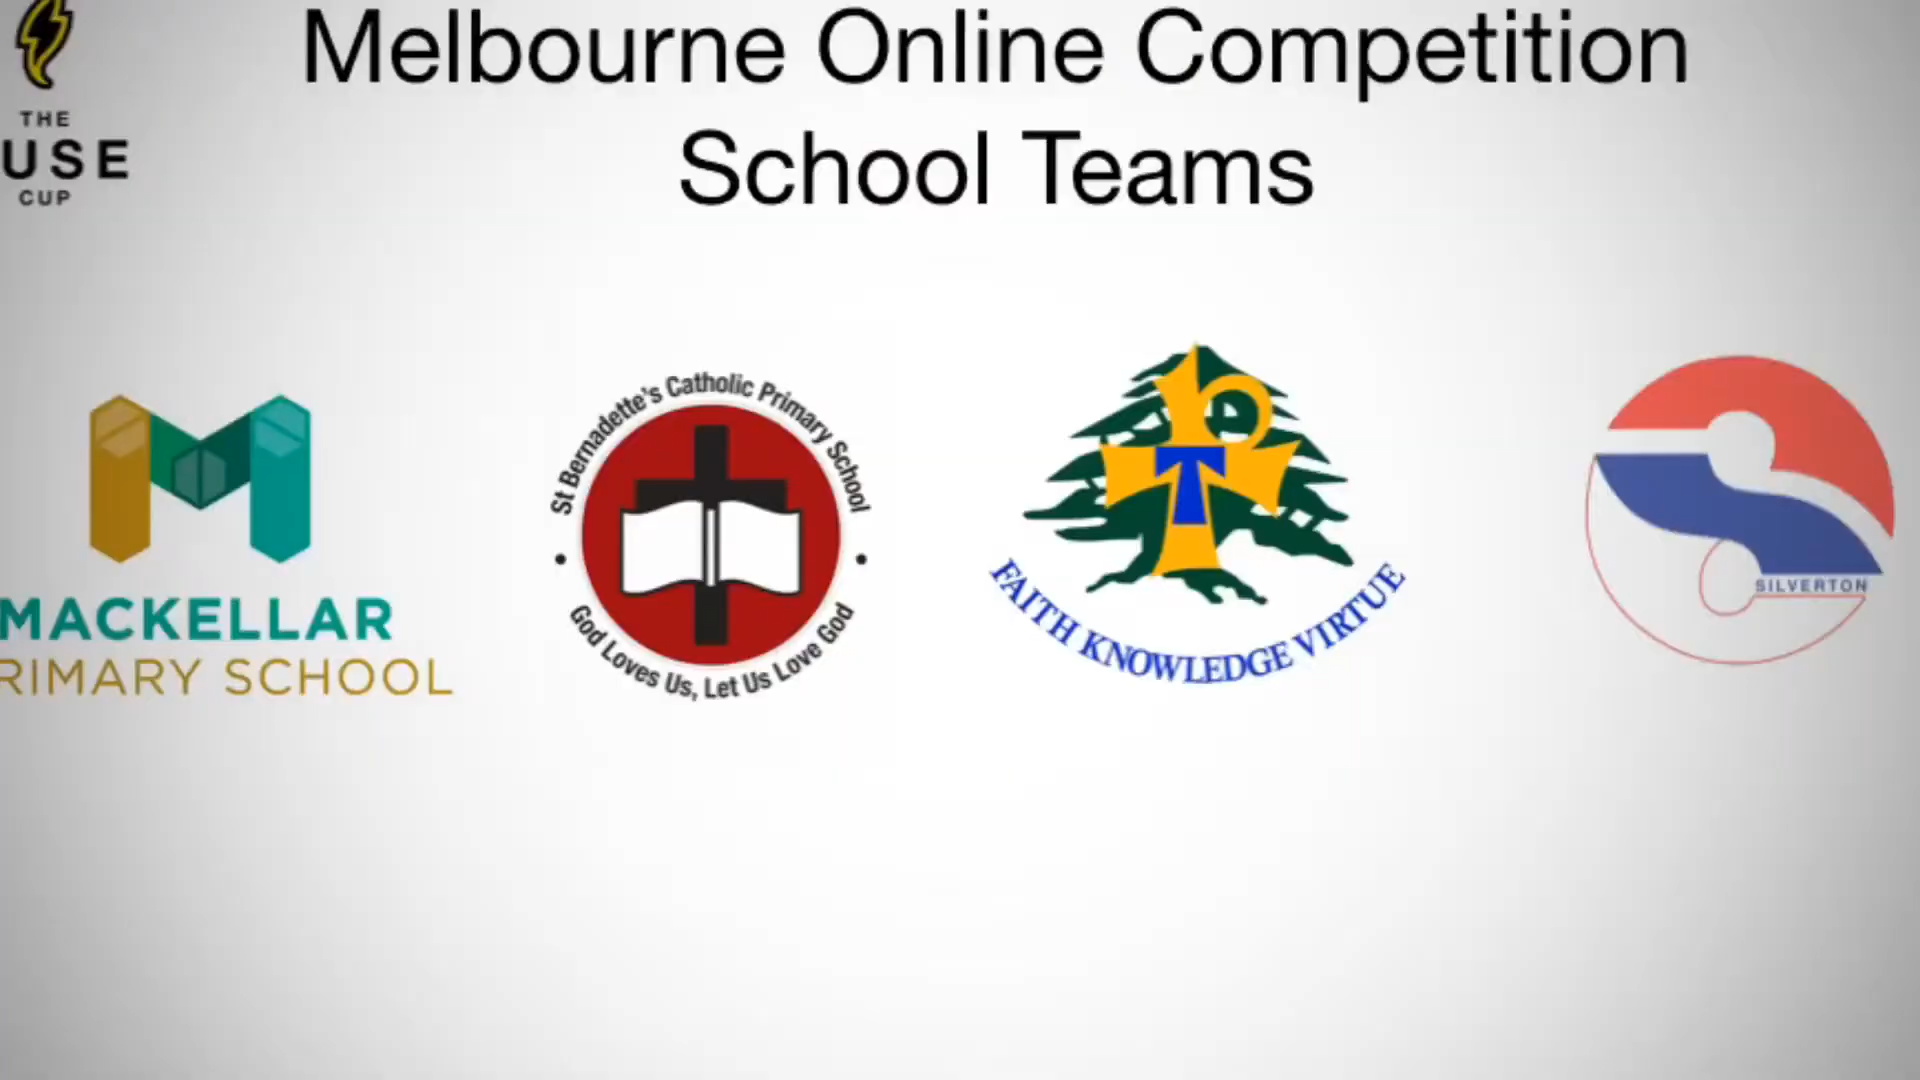 Melbourne Online Competition
School Teams
THE
USE
CUP
MACKELLAR
RIMARY SCHOOL
St Bernadette's Catholic Primary School
God Loves Us, Let Us Love God
T
FAITH KNOWLEDGE VIRTUE
SILVERTON